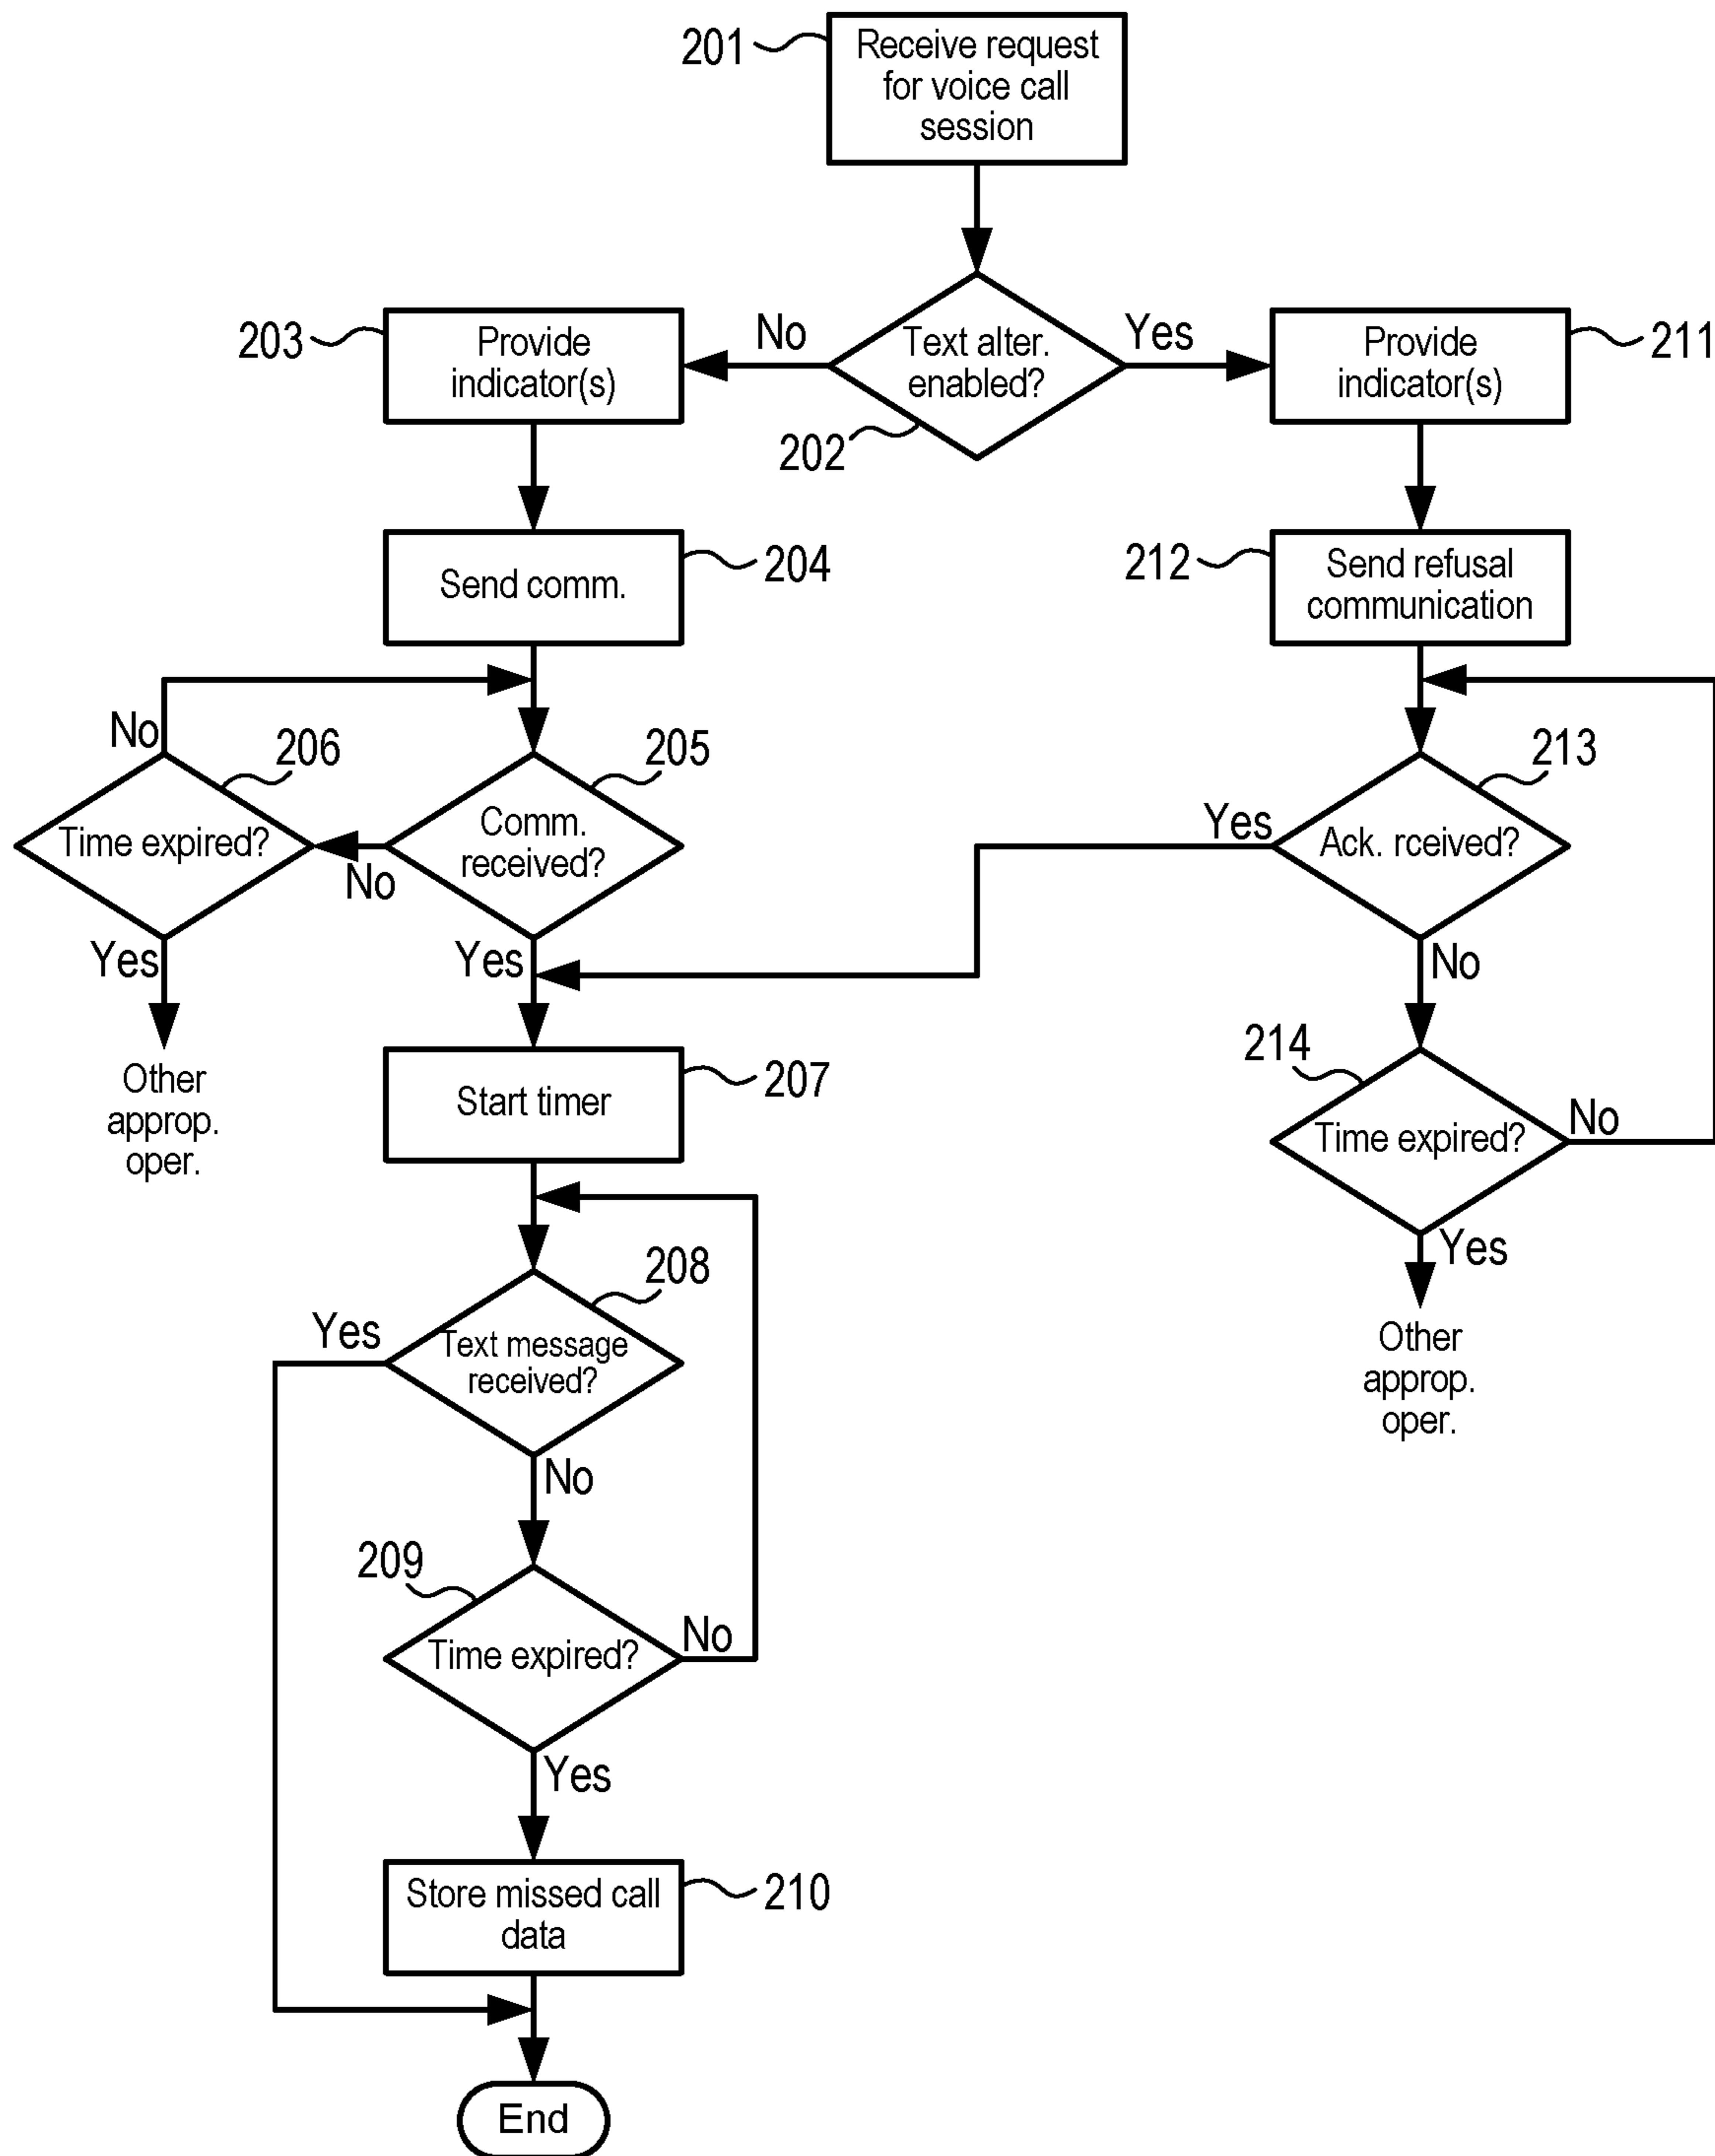 201
Receive request
for voice call
session
203
Provide
indicator(s)
No
Text alter.
enabled?
Yes
Provide
indicator(s)
211
202
Send comm.
204
212
Send refusal
communication
No
206
205
213
Time expired?
No
Comm.
received?
Yes
Ack. rceived?
Yes
Yes
No
Other
approp.
oper.
Start timer
207
214
Time expired?
No
Yes
208
Yes
Text message
received?
Other
approp.
oper.
No
209
Time expired?
No
Yes
Store missed call
data
210
End